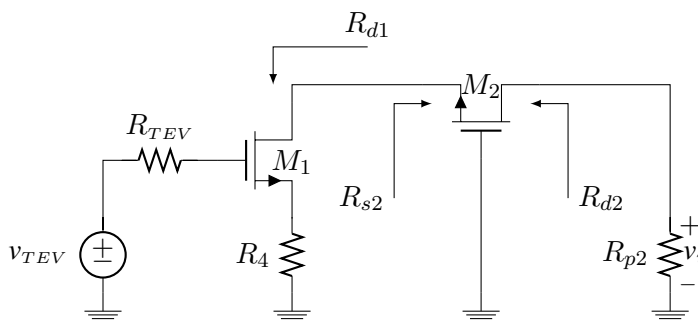 R_{d1}
M_2
R_{TEV}
M_1
R_{s2}
R_{d2}
v_{TEV}
+
−
R_4
R_{p2}
+
v
−